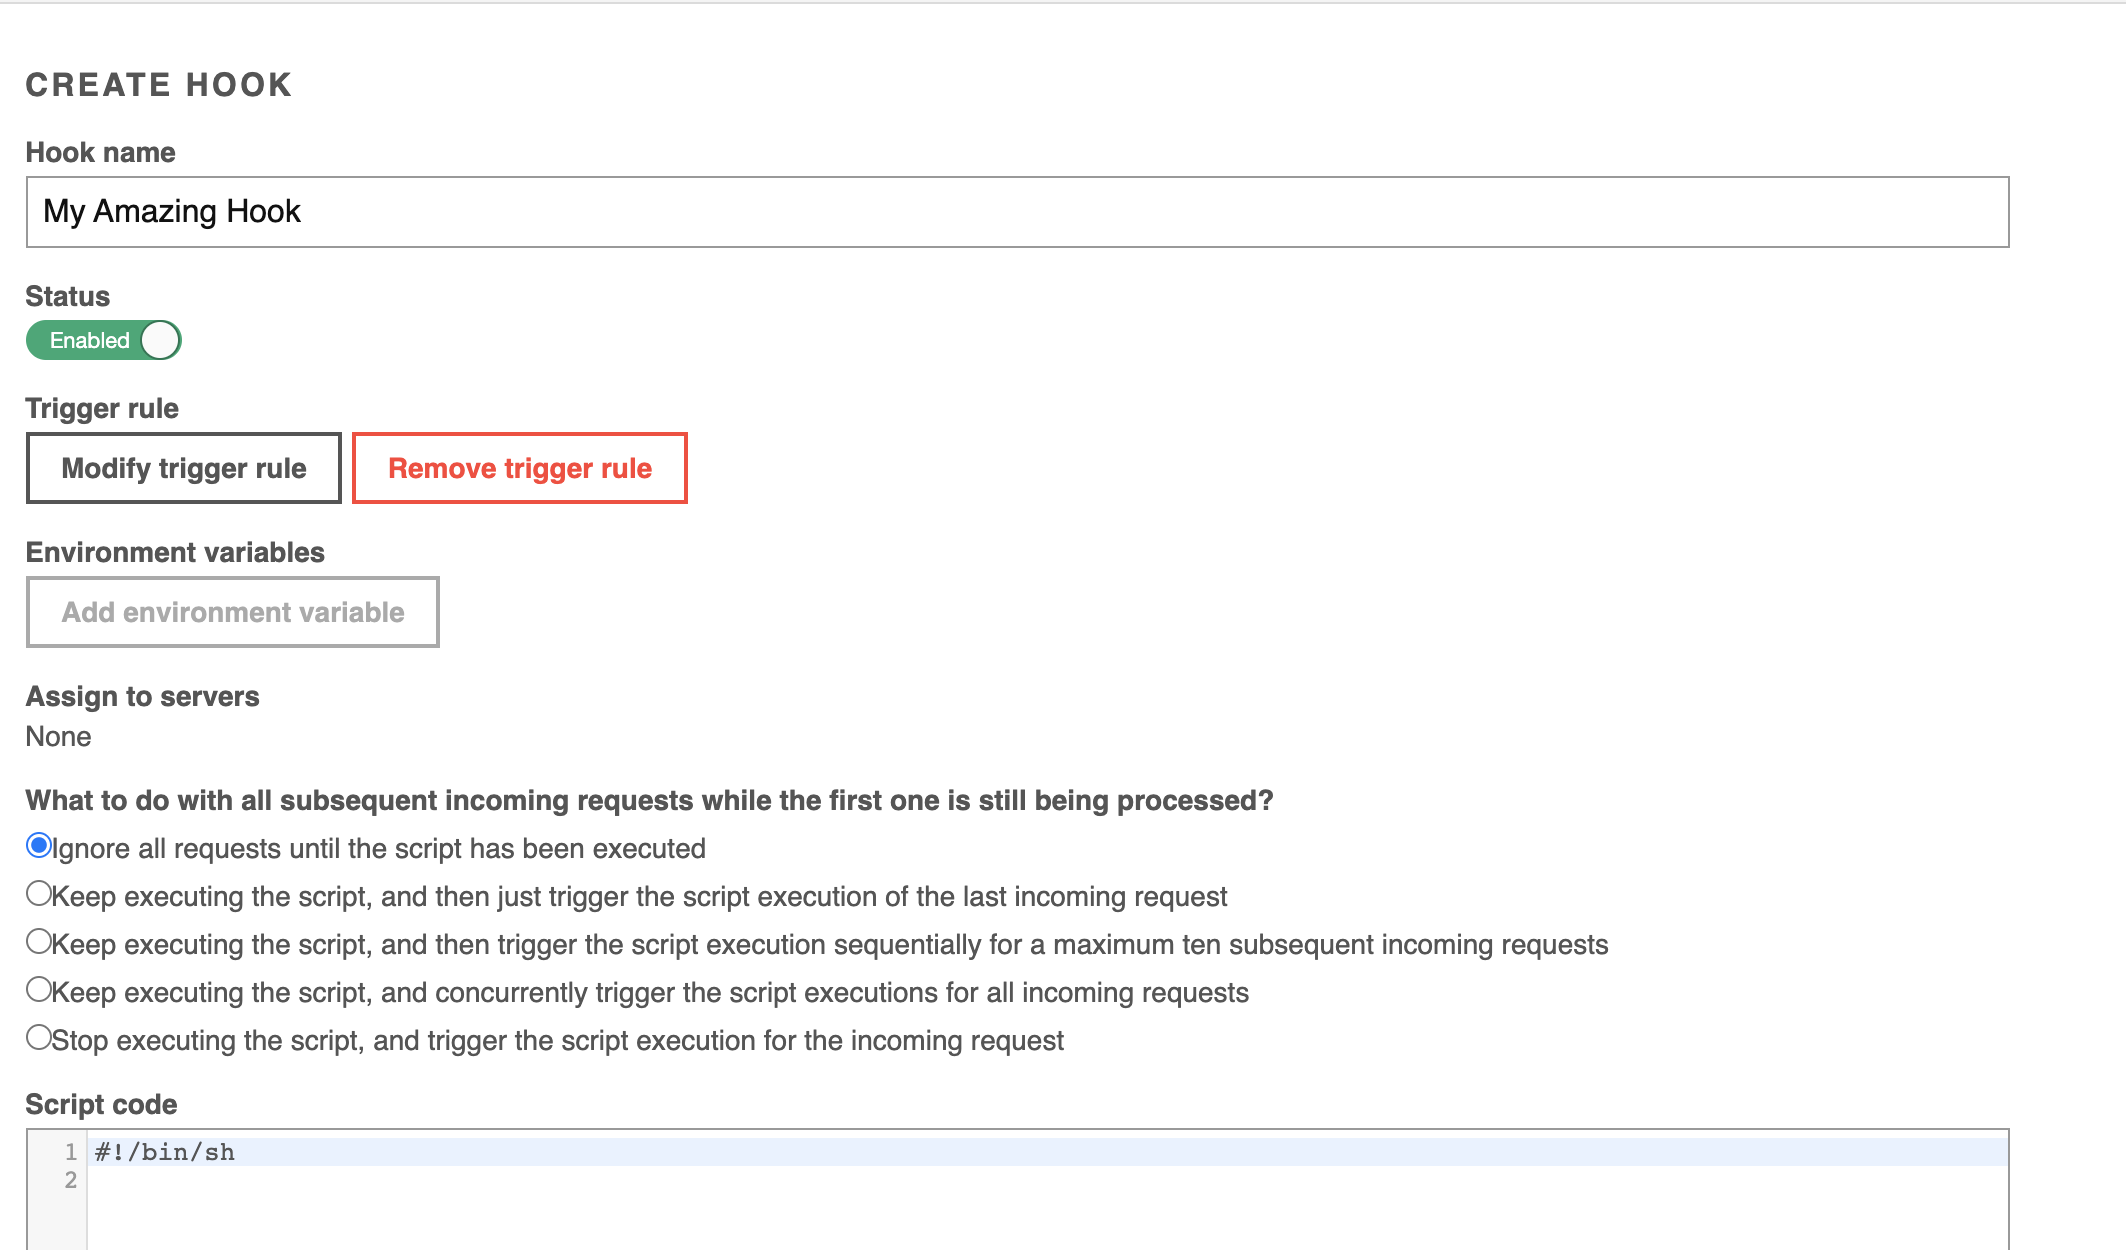 CREATE HOOK
Hook name
My Amazing Hook
Status
Enabled
Trigger rule
Modify trigger rule Remove trigger rule
Environment variables
Add environment variable
Assign to servers
None
What to do with all subsequent incoming requests while the first one is still being processed?
Ignore all requests until the script has been executed
Keep executing the script, and then just trigger the script execution of the last incoming request
Keep executing the script, and then trigger the script execution sequentially for a maximum ten subsequent incoming requests
Keep executing the script, and concurrently trigger the script executions for all incoming requests
Stop executing the script, and trigger the script execution for the incoming request
Script code
1 #!/bin/sh
2